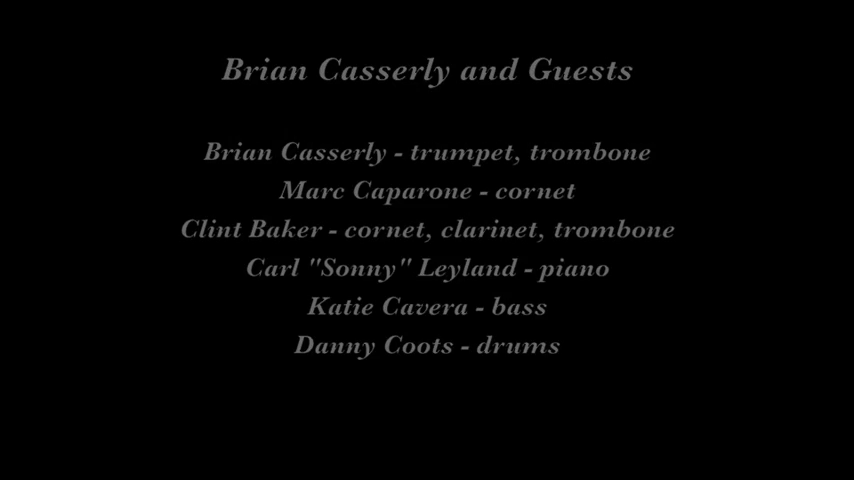 Brian Casserly and Guests
Brian Casserly - trumpet, trombone
Marc Caparone - cornet
Clint Baker - cornet, clarinet, trombone
Carl "Sonny" Leyland - piano
Katie Cavera - bass
Danny Coots - drums